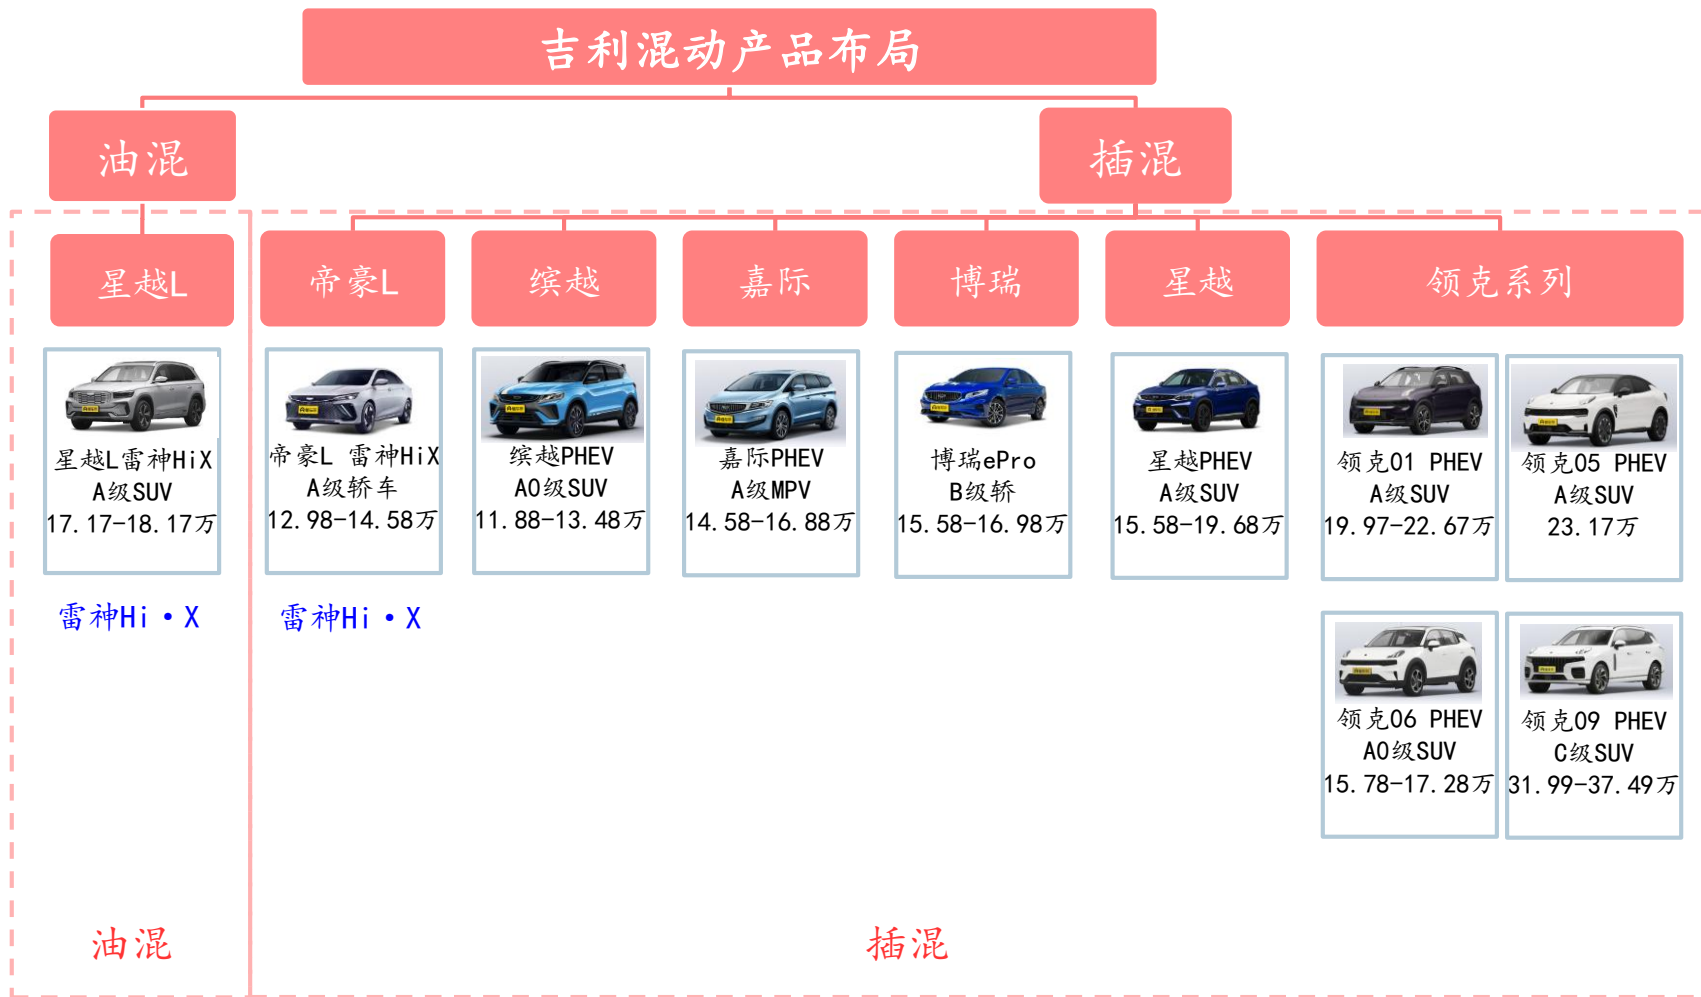 吉利混动产品布局
油混
插混
星越L
帝豪L
缤越
嘉际
博瑞
星越
领克系列
星越L雷神HiX
A级SUV
17.17-18.17万
帝豪L 雷神HiX
A级轿车
12.98-14.58万
缤越PHEV
A0级SUV
11.88-13.48万
嘉际PHEV
A级MPV
14.58-16.88万
博瑞ePro
B级轿
15.58-16.98万
星越PHEV
A级SUV
15.58-19.68万
领克01 PHEV
A级SUV
19.97-22.67万
领克05 PHEV
A级SUV
23.17万
雷神Hi·X
雷神Hi·X
领克06 PHEV
A0级SUV
15.78-17.28万
领克09 PHEV
C级SUV
31.99-37.49万
油混
插混